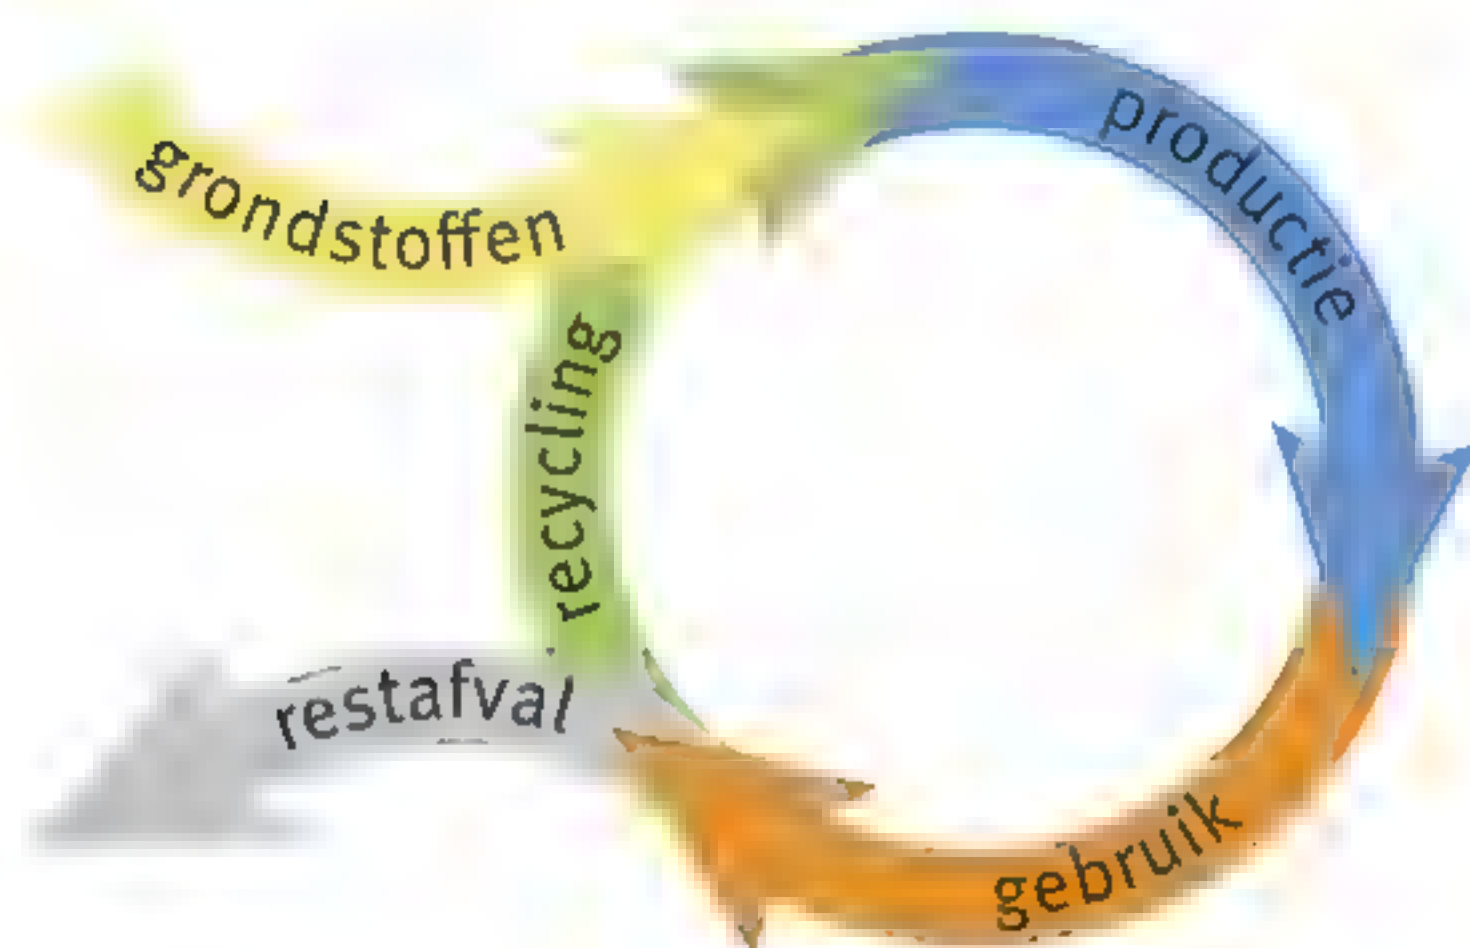 grondstoffen
productie
recycling
restafval
gebruik